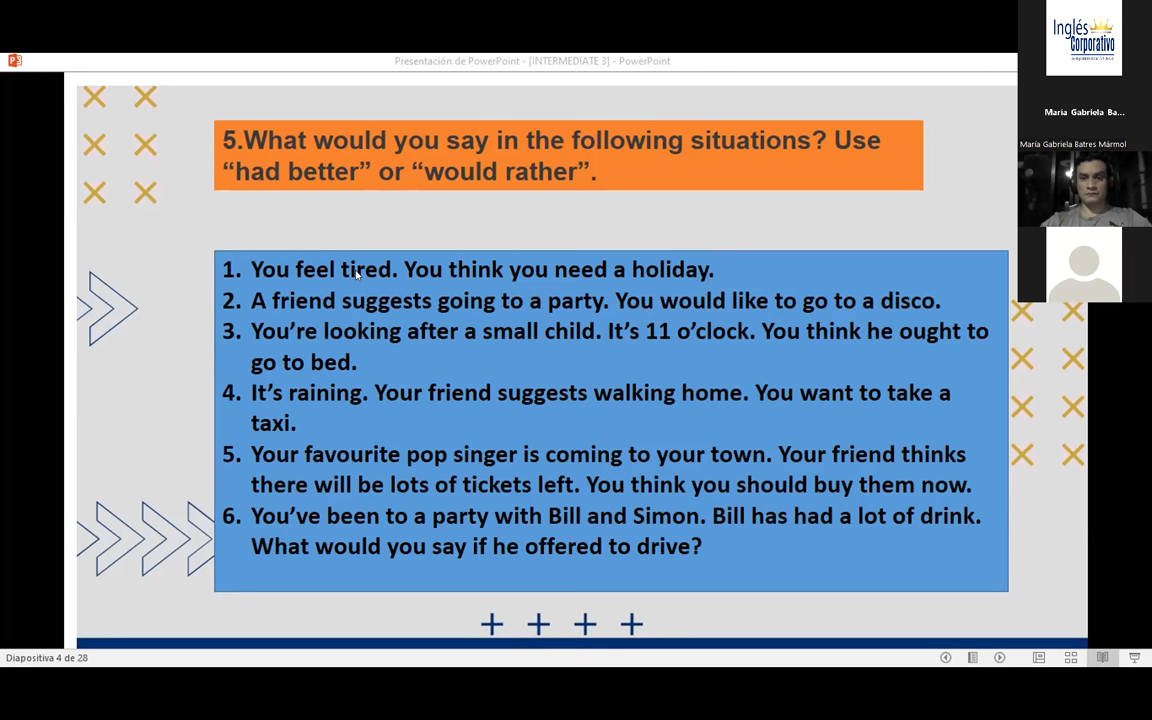 Presentación de PowerPoint - [INTERMEDIATE 3] - PowerPoint
Inglés
Corporativo
María Gabriela Ba...
María Gabriela Batres Mármol
5.What would you say in the following situations? Use
“had better” or “would rather”.
1. You feel tired. You think you need a holiday.
2. A friend suggests going to a party. You would like to go to a disco.
3. You’re looking after a small child. It’s 11 o’clock. You think he ought to
go to bed.
4. It’s raining. Your friend suggests walking home. You want to take a
taxi.
5. Your favourite pop singer is coming to your town. Your friend thinks
there will be lots of tickets left. You think you should buy them now.
6. You’ve been to a party with Bill and Simon. Bill has had a lot of drink.
What would you say if he offered to drive?
Diapositiva 4 de 28